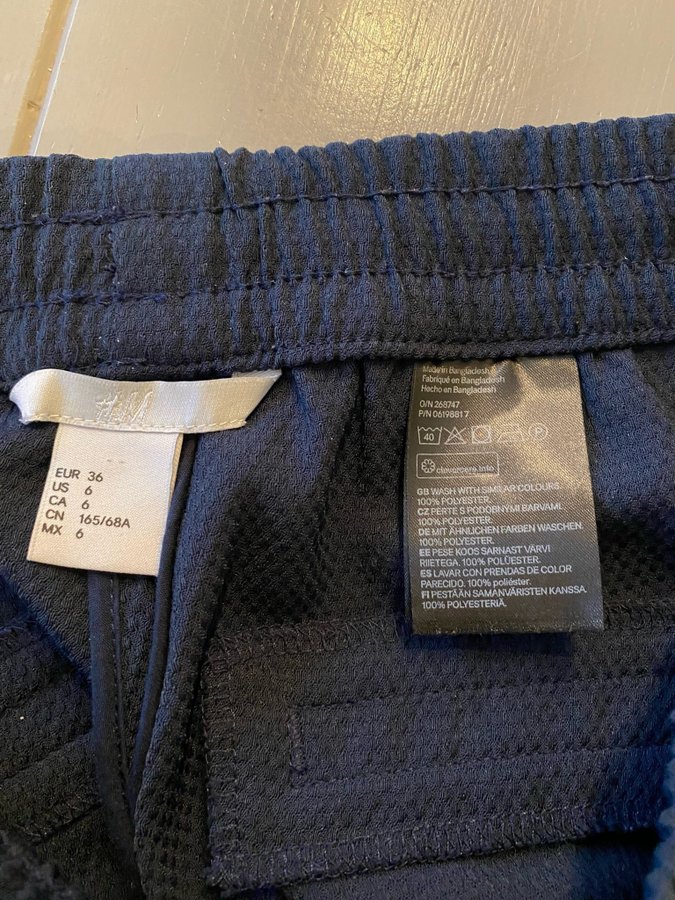 H&M
EUR 36
US 6
CA 6
CN 165/68A
MX 6
Made in Bangladesh
Fabriqué en Bangladesh
Hecho en Bangladesh
O/N 268747
P/N 06198817
40
P
clevercare.info
GB WASH WITH SIMILAR COLOURS.
100% POLYESTER.
CZ PERTE S PODOBNÝMI BARVAMI.
100% POLYESTER.
DE MIT ÄHNLICHEN FARBEN WASCHEN.
100% POLYESTER.
EE PESE KOOS SARNAST VÄRVI
RIIETEGA. 100% POLÜESTER.
ES LAVAR CON PRENDAS DE COLOR
PARECIDO. 100% poliéster.
FI PESTÄÄN SAMANVÄRISTEN KANSSA.
100% POLYESTERIÄ.